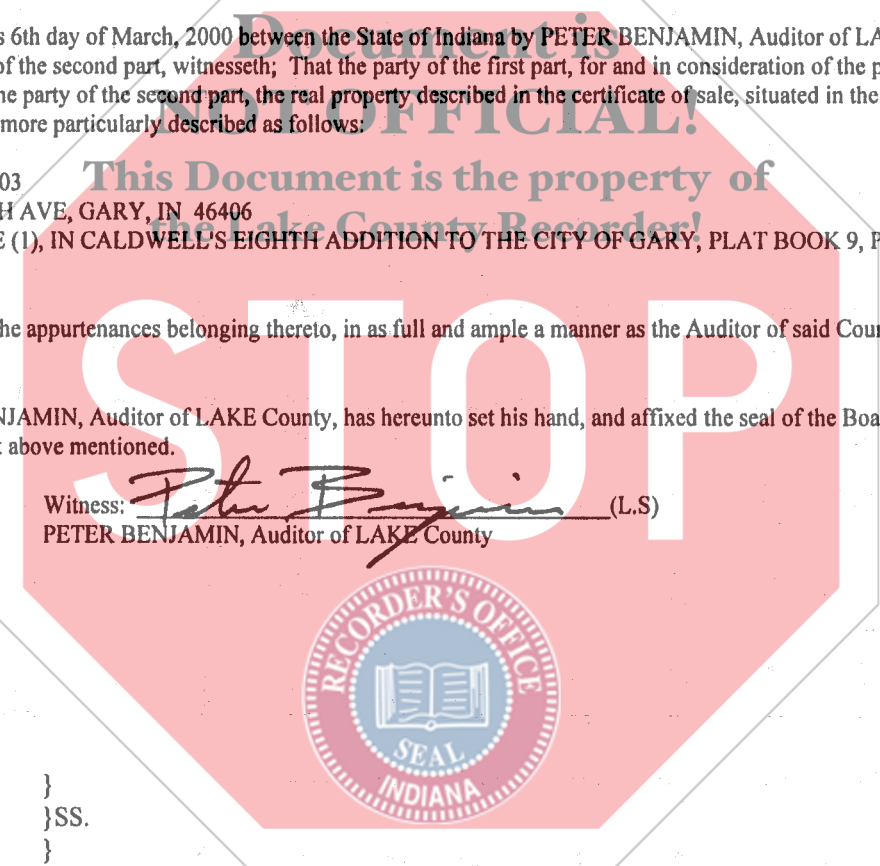 Document is
s 6th day of March, 2000 between the State of Indiana by PETER BENJAMIN, Auditor of LA
of the second part, witnesseth; That the party of the first part, for and in consideration of the p
he party of the second part, the real property described in the certificate of sale, situated in the
NOT OFFICIAL!
more particularly described as follows:
This Document is the property of
03
H AVE, GARY, IN 46406
the Lake County Recorder!
E (1), IN CALDWELL'S EIGHTH ADDITION TO THE CITY OF GARY, PLAT BOOK 9, P
STOP
he appurtenances belonging thereto, in as full and ample a manner as the Auditor of said Coun
NJAMIN, Auditor of LAKE County, has hereunto set his hand, and affixed the seal of the Boa
t above mentioned.
Witness: Peter Benjamin (L.S)
PETER BENJAMIN, Auditor of LAKE County
RECORDER'S OFFICE
SEAL
INDIANA
}
}SS.
}